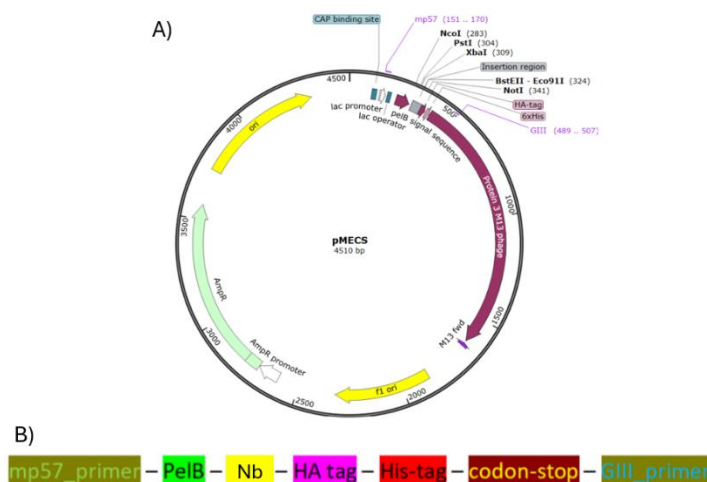 A)
CAP binding site
mp57 (151 .. 170)
NcoI (283)
PstI (304)
XbaI (309)
Insertion region
BstEII - Eco91I (324)
NotI (341)
HA-tag
6xHis
GIII (489 .. 507)
4500
500
1000
1500
2000
2500
3000
3500
4000
lac promoter
lac operator
pelB signal sequence
Protein 3 M13 phage
M13 fwd
f1 ori
AmpR promoter
AmpR
ori
pMECS
4510 bp
B)
mp57_primer – PelB – Nb – HA tag – His-tag – codon-stop – GIII_primer